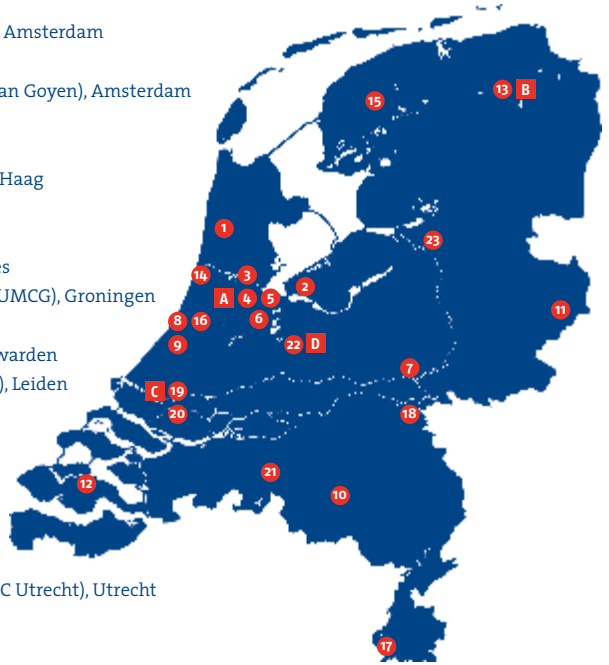 Amsterdam
an Goyen), Amsterdam
13 B
15
Haag
1
23
es
14 3
2
UMCG), Groningen
A 4 5
11
8 16 6
9 22 D
warden
7
), Leiden
C 19
20 18
21
12
10
C Utrecht), Utrecht
17